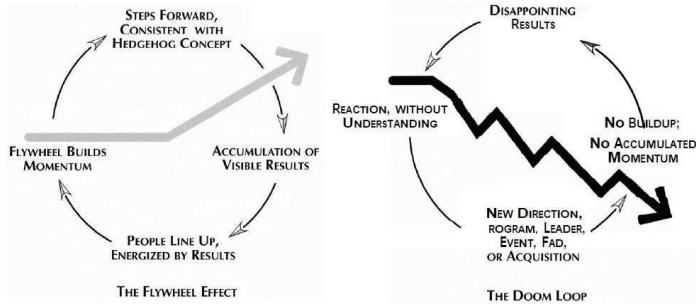 STEPS FORWARD,
CONSISTENT WITH
HEDGEHOG CONCEPT
FLYWHEEL BUILDS
MOMENTUM
ACCUMULATION OF
VISIBLE RESULTS
PEOPLE LINE UP,
ENERGIZED BY RESULTS
THE FLYWHEEL EFFECT
DISAPPOINTING
RESULTS
REACTION, WITHOUT
UNDERSTANDING
NO BUILDUP;
NO ACCUMULATED
MOMENTUM
NEW DIRECTION,
ROGRAM, LEADER,
EVENT, FAD,
OR ACQUISITION
THE DOOM LOOP